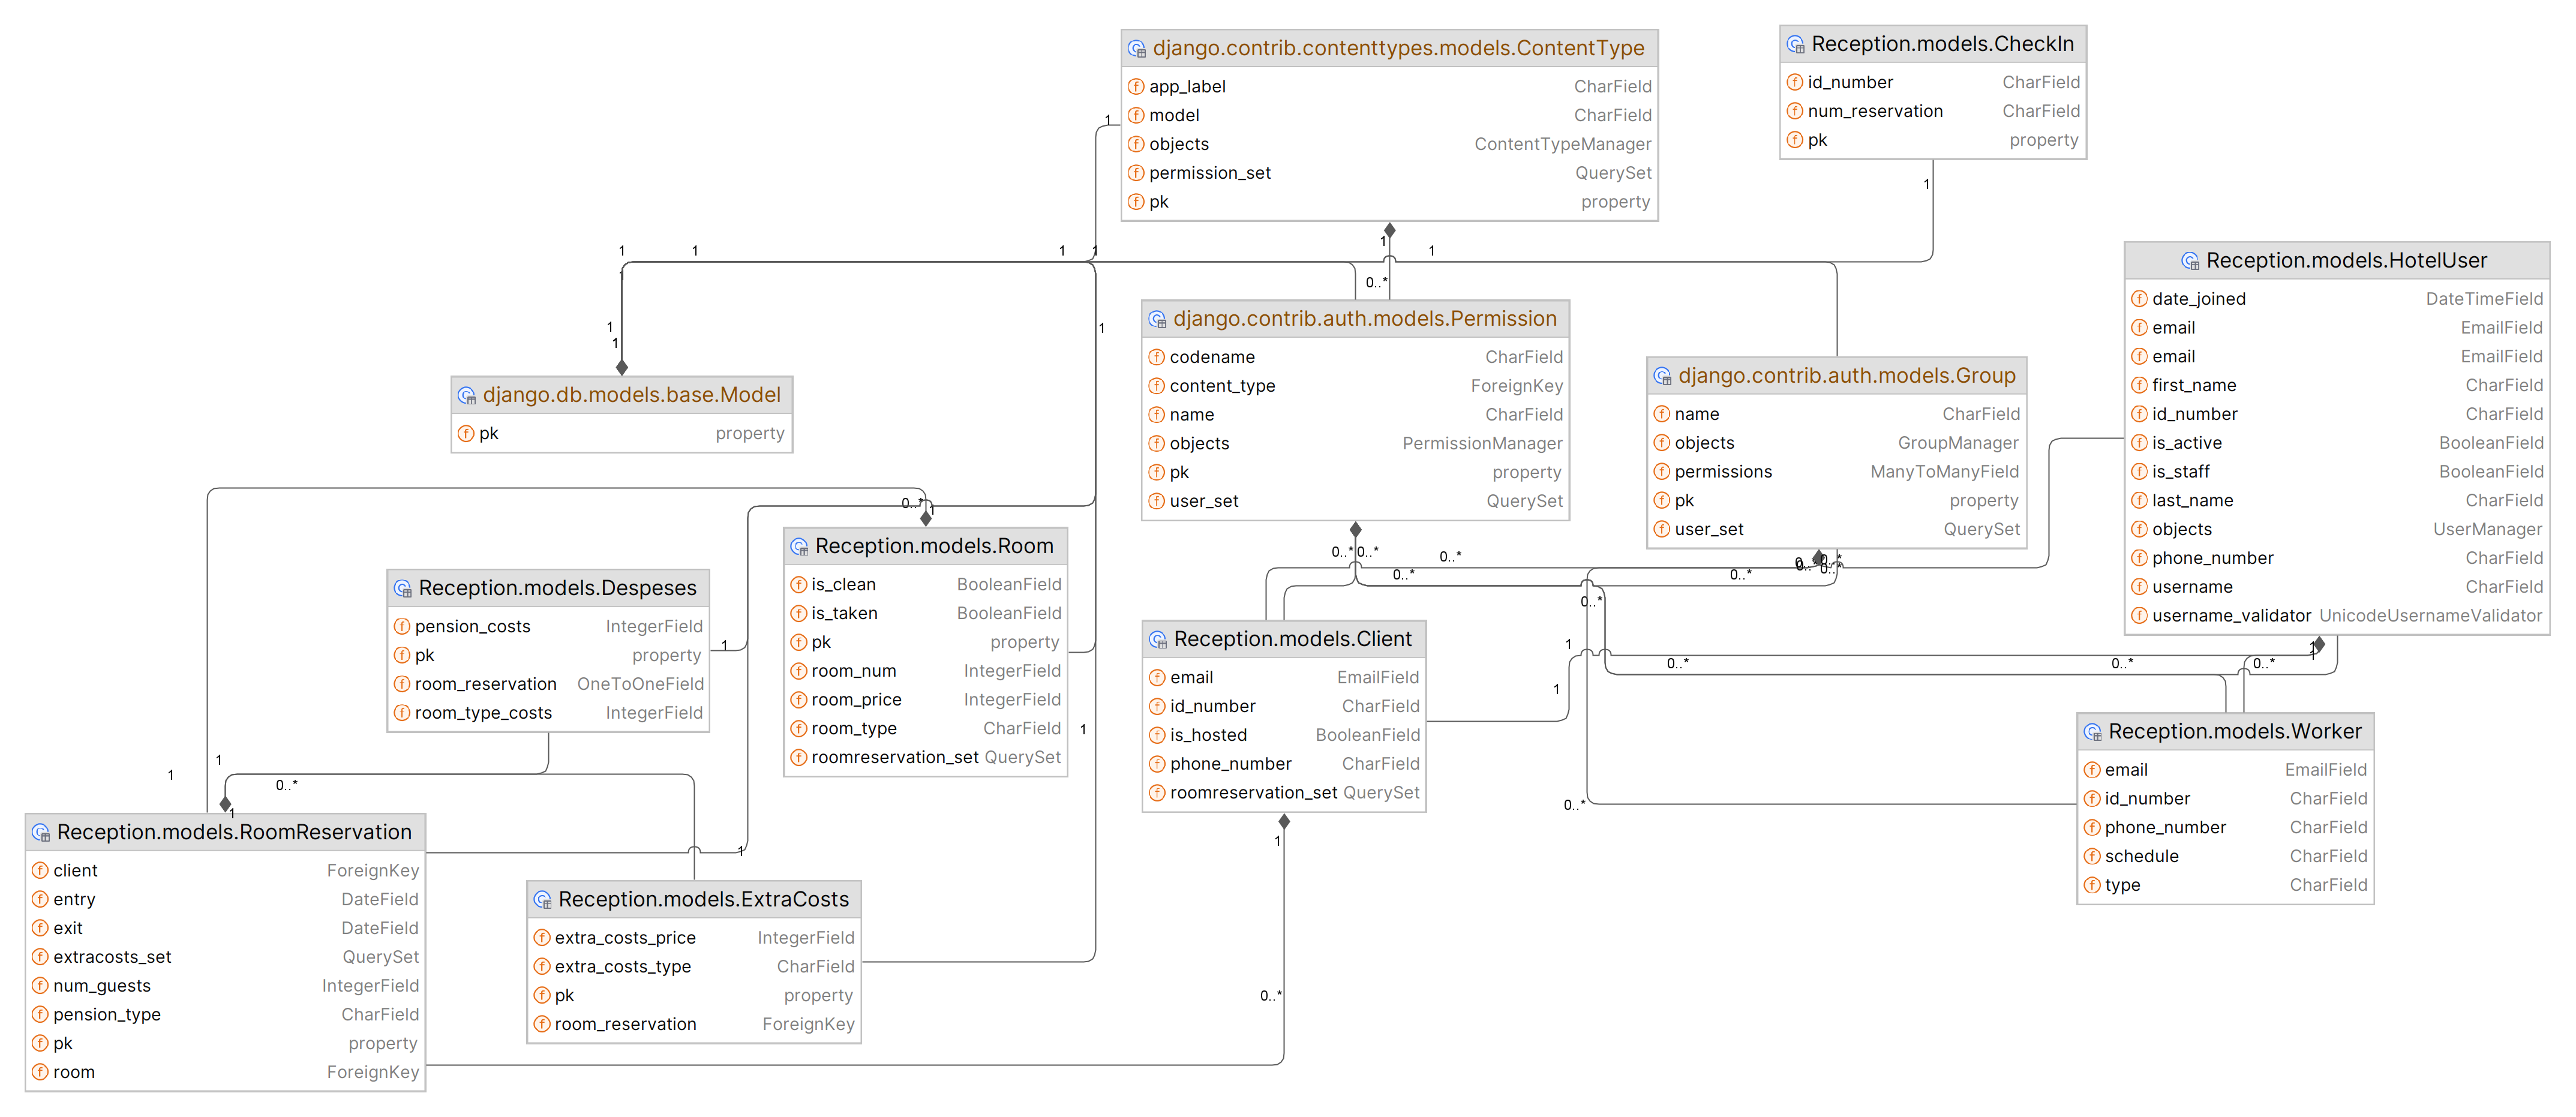 django.contrib.contenttypes.models.ContentType
app_label CharField
model CharField
objects ContentTypeManager
permission_set QuerySet
pk property
Reception.models.CheckIn
id_number CharField
num_reservation CharField
pk property
Reception.models.HotelUser
date_joined DateTimeField
email EmailField
email EmailField
first_name CharField
id_number CharField
is_active BooleanField
is_staff BooleanField
last_name CharField
objects UserManager
phone_number CharField
username CharField
username_validator UnicodeUsernameValidator
django.contrib.auth.models.Permission
codename CharField
content_type ForeignKey
name CharField
objects PermissionManager
pk property
user_set QuerySet
django.contrib.auth.models.Group
name CharField
objects GroupManager
permissions ManyToManyField
pk property
user_set QuerySet
django.db.models.base.Model
pk property
Reception.models.Room
is_clean BooleanField
is_taken BooleanField
pk property
room_num IntegerField
room_price IntegerField
room_type CharField
roomreservation_set QuerySet
Reception.models.Despeses
pension_costs IntegerField
pk property
room_reservation OneToOneField
room_type_costs IntegerField
Reception.models.Client
email EmailField
id_number CharField
is_hosted BooleanField
phone_number CharField
roomreservation_set QuerySet
Reception.models.Worker
email EmailField
id_number CharField
phone_number CharField
schedule CharField
type CharField
Reception.models.RoomReservation
client ForeignKey
entry DateField
exit DateField
extracosts_set QuerySet
num_guests IntegerField
pension_type CharField
pk property
room ForeignKey
Reception.models.ExtraCosts
extra_costs_price IntegerField
extra_costs_type CharField
pk property
room_reservation ForeignKey
1
1
1
1
1
1
1
1
0..*
1
1
1
1
0..*
0..*
0..*
0..*
0..*
0..*
1
1
0..*
0..*
0..*
0..*
1
1
1
1
0..*
1
1
1
0..*